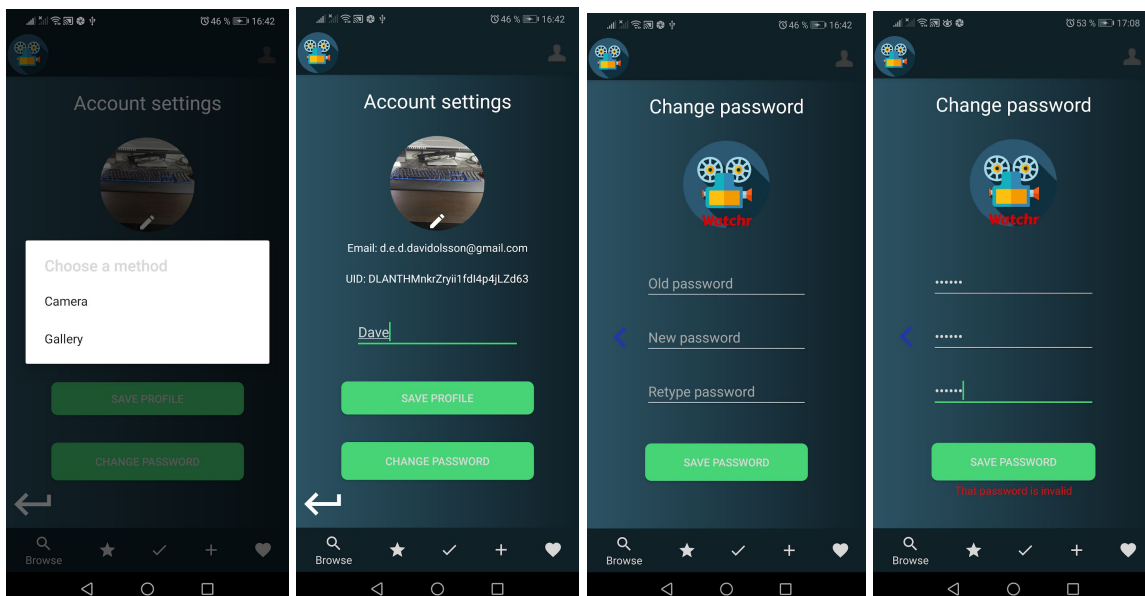 46 % 16:42
Account settings
Choose a method
Camera
Gallery
SAVE PROFILE
CHANGE PASSWORD
Browse
46 % 16:42
Account settings
Email: d.e.d.davidolsson@gmail.com
UID: DLANTHMnkrZryii1fdI4p4jLZd63
Dave
SAVE PROFILE
CHANGE PASSWORD
Browse
46 % 16:42
Change password
Watchr
Old password
New password
Retype password
SAVE PASSWORD
Browse
53 % 17:08
Change password
Watchr
••••••
••••••
••••••
SAVE PASSWORD
That password is invalid
Browse